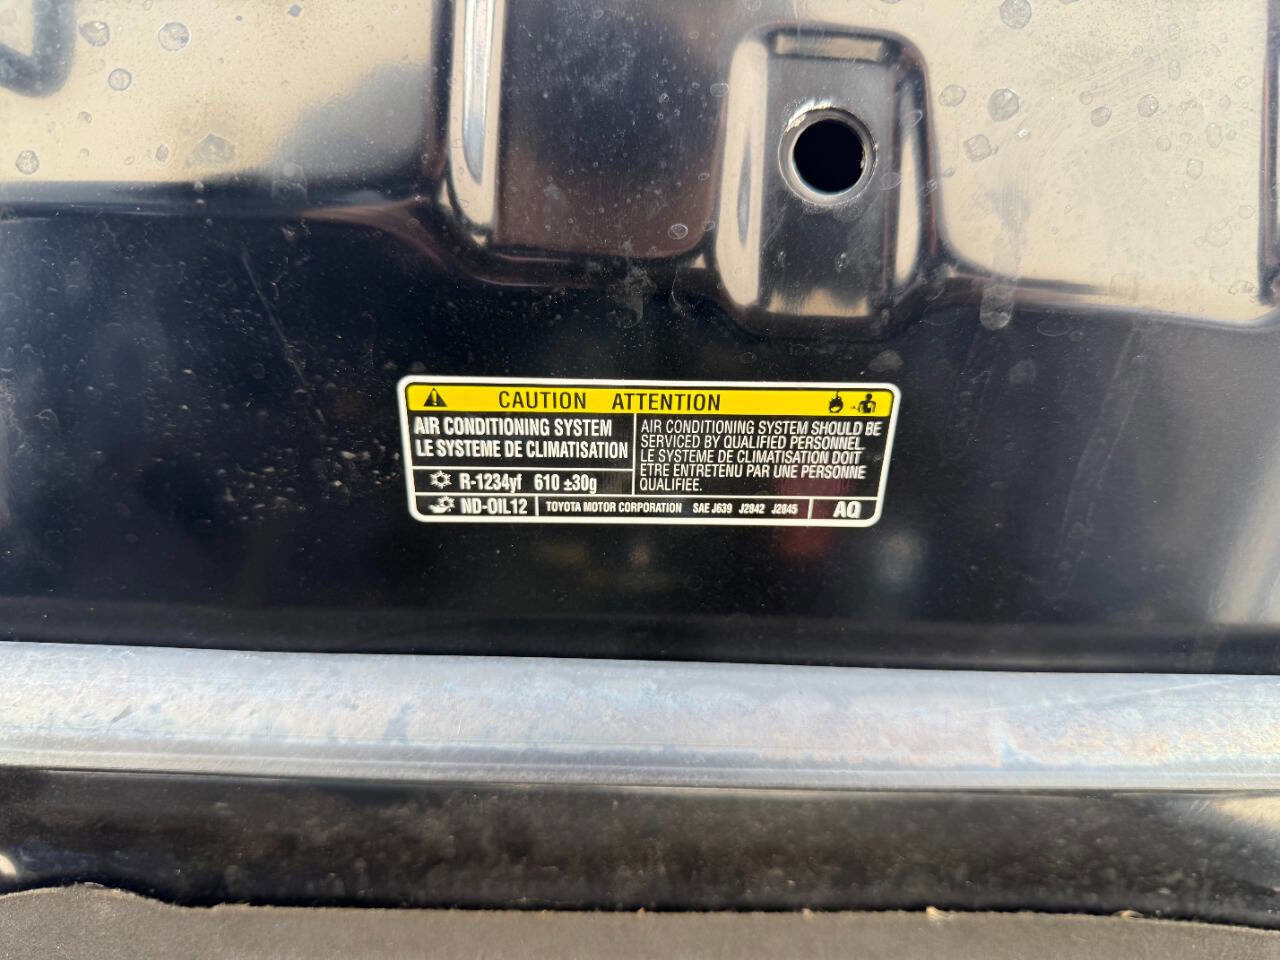 CAUTION ATTENTION
AIR CONDITIONING SYSTEM
LE SYSTEME DE CLIMATISATION
R-1234yf 610 ±30g
AIR CONDITIONING SYSTEM SHOULD BE
SERVICED BY QUALIFIED PERSONNEL.
LE SYSTEME DE CLIMATISATION DOIT
ETRE ENTRETENU PAR UNE PERSONNE
QUALIFIEE.
ND-OIL12 TOYOTA MOTOR CORPORATION SAE J639 J2842 J2845 AQ